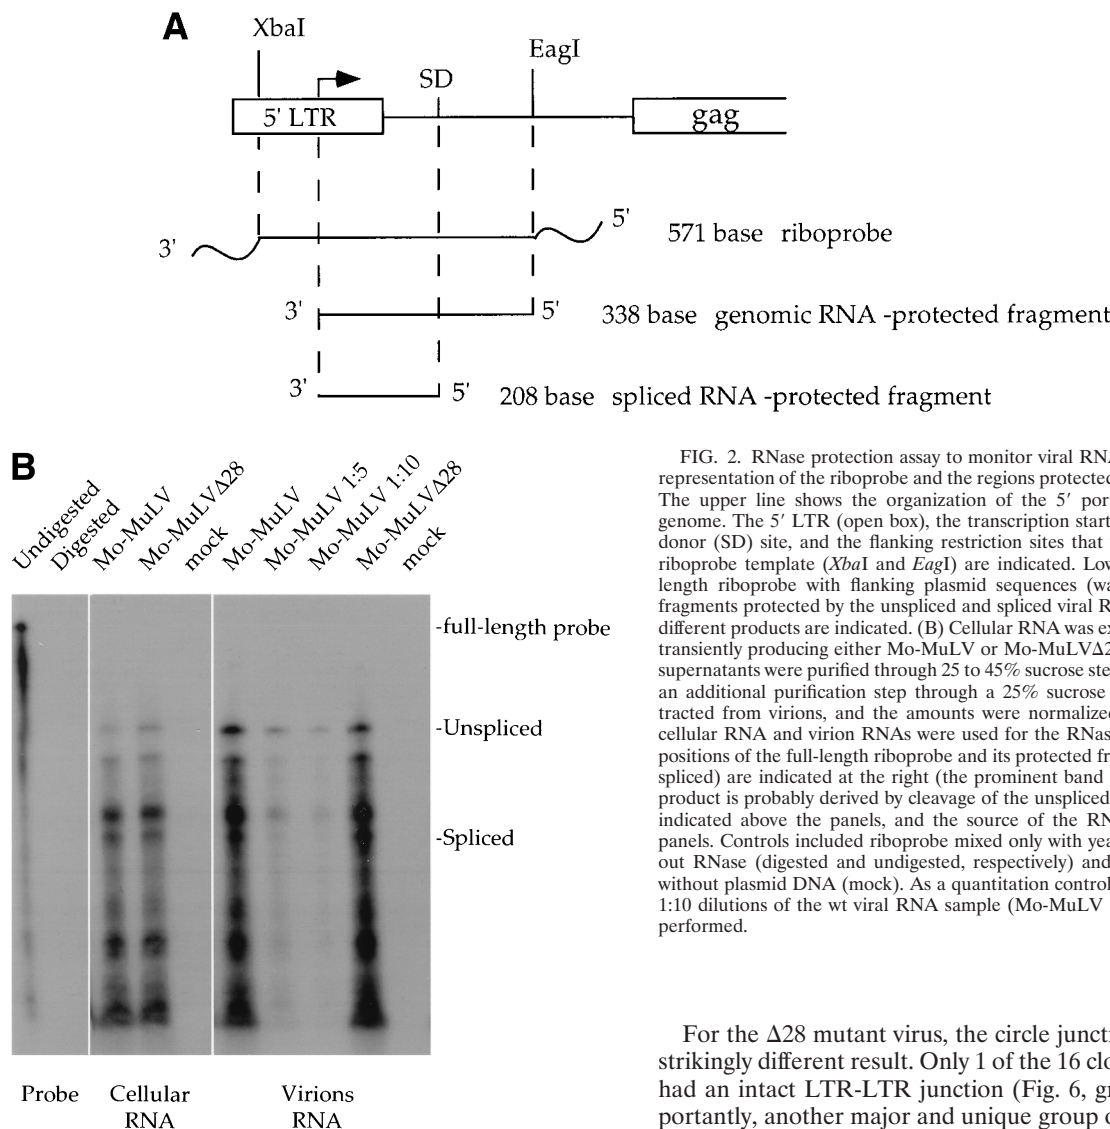 A
XbaI
EagI
SD
5' LTR
gag
5'
3'
571 base riboprobe
3'
5'
338 base genomic RNA -protected fragment
3'
5'
208 base spliced RNA -protected fragment
B
Undigested
Digested
Mo-MuLV
Mo-MuLVΔ28
mock
Mo-MuLV
Mo-MuLV 1:5
Mo-MuLV 1:10
Mo-MuLVΔ28
mock
-full-length probe
-Unspliced
-Spliced
Probe
Cellular
RNA
Virions
RNA
FIG. 2. RNase protection assay to monitor viral RNA
representation of the riboprobe and the regions protected
The upper line shows the organization of the 5′ por
genome. The 5′ LTR (open box), the transcription start
donor (SD) site, and the flanking restriction sites that
riboprobe template (XbaI and EagI) are indicated. Low
length riboprobe with flanking plasmid sequences (wa
fragments protected by the unspliced and spliced viral R
different products are indicated. (B) Cellular RNA was ex
transiently producing either Mo-MuLV or Mo-MuLVΔ2
supernatants were purified through 25 to 45% sucrose ste
an additional purification step through a 25% sucrose
tracted from virions, and the amounts were normalized
cellular RNA and virion RNAs were used for the RNas
positions of the full-length riboprobe and its protected fr
spliced) are indicated at the right (the prominent band
product is probably derived by cleavage of the unspliced
indicated above the panels, and the source of the RN
panels. Controls included riboprobe mixed only with yea
out RNase (digested and undigested, respectively) and
without plasmid DNA (mock). As a quantitation control
1:10 dilutions of the wt viral RNA sample (Mo-MuLV
performed.
For the Δ28 mutant virus, the circle juncti
strikingly different result. Only 1 of the 16 clo
had an intact LTR-LTR junction (Fig. 6, gr
portantly, another major and unique group o